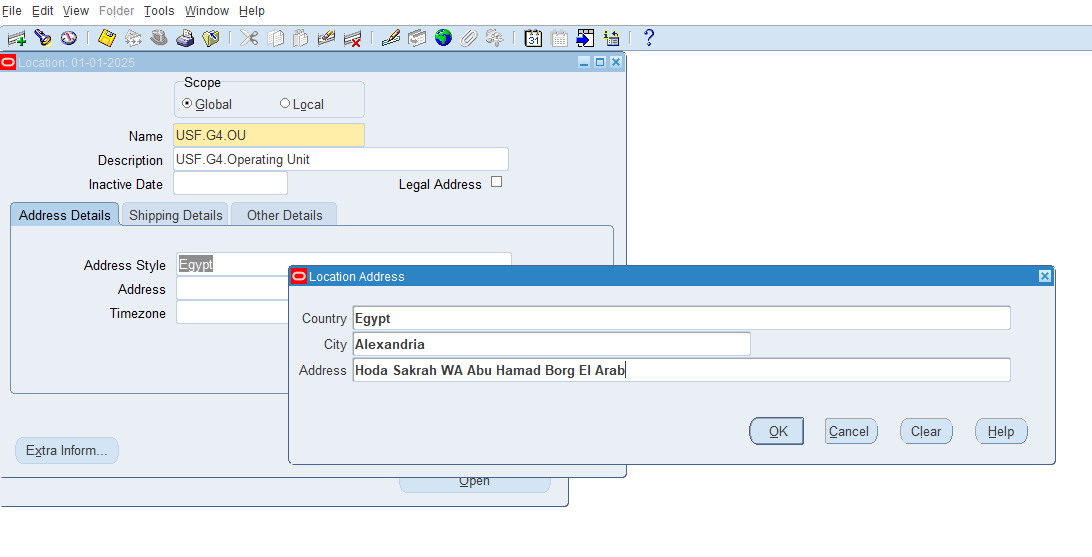 File Edit View Folder Tools Window Help
31
?
Location: 01-01-2025
Scope
Global Local
Name USF.G4.OU
Description USF.G4.Operating Unit
Inactive Date Legal Address
Address Details Shipping Details Other Details
Address Style Egypt
Address
Timezone
Location Address
Country Egypt
City Alexandria
Address Hoda Sakrah WA Abu Hamad Borg El Arab
OK Cancel Clear Help
Extra Inform...
Open